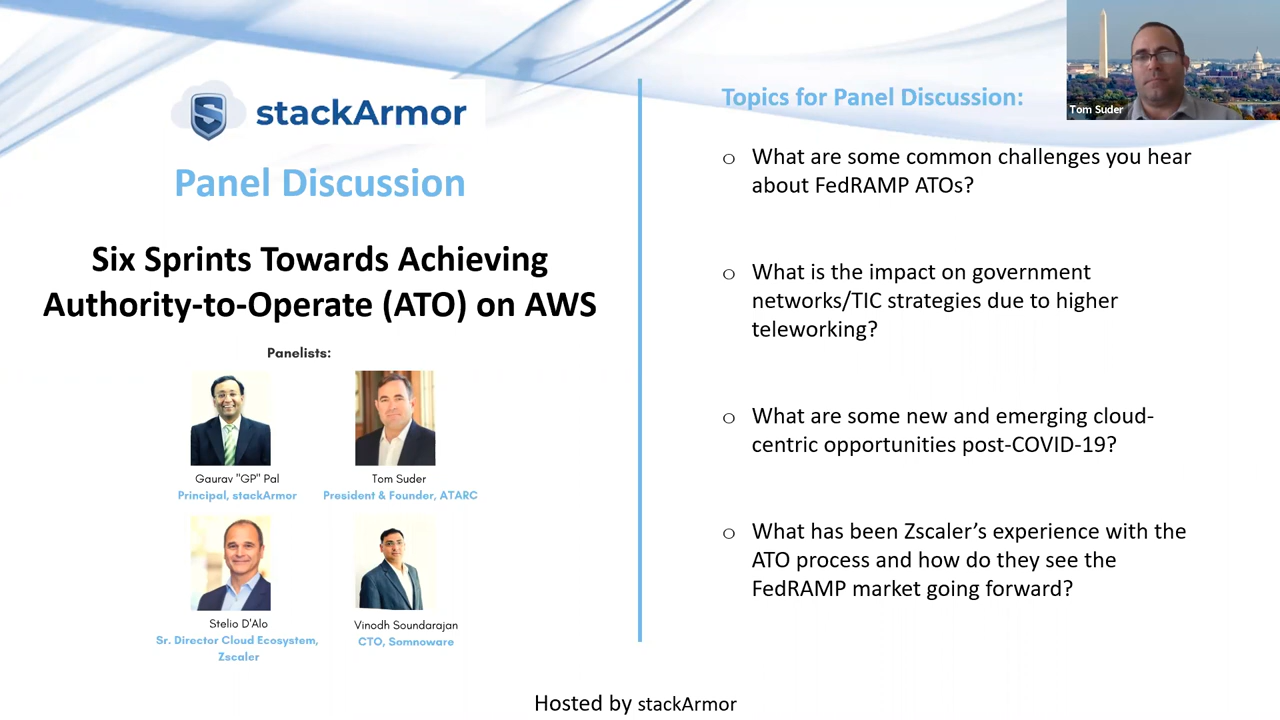 stackArmor
Panel Discussion
Six Sprints Towards Achieving
Authority-to-Operate (ATO) on AWS
Panelists:
Gaurav "GP" Pal
Principal, stackArmor
Tom Suder
President & Founder, ATARC
Stelio D'Alo
Sr. Director Cloud Ecosystem,
Zscaler
Vinodh Soundarajan
CTO, Somnoware
Topics for Panel Discussion:
o What are some common challenges you hear
about FedRAMP ATOs?
o What is the impact on government
networks/TIC strategies due to higher
teleworking?
o What are some new and emerging cloud-
centric opportunities post-COVID-19?
o What has been Zscaler’s experience with the
ATO process and how do they see the
FedRAMP market going forward?
Tom Suder
Hosted by stackArmor